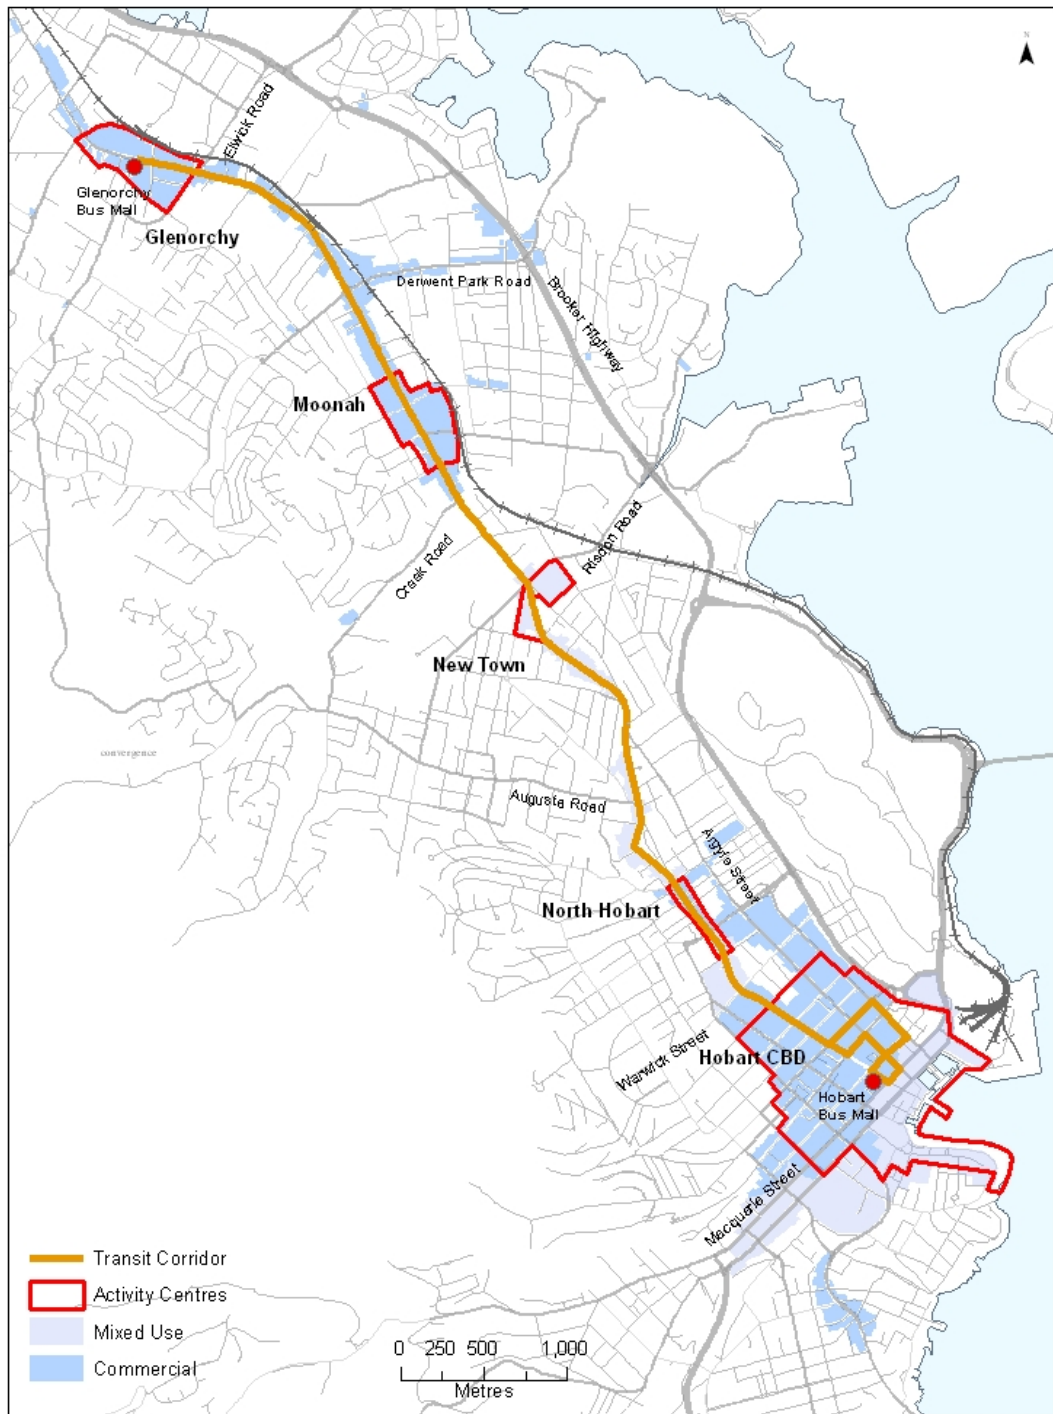 N
Elwick Road
Glenorchy
Bus Mall
Glenorchy
Derwent Park Road
Brooker Highway
Moonah
Risdon Road
Creek Road
New Town
convergence
Augusta Road
Argyle Street
North Hobart
Warwick Street
Hobart CBD
Hobart
Bus Mall
Macquarie Street
Transit Corridor
Activity Centres
Mixed Use
Commercial
0 250 500 1,000
Metres